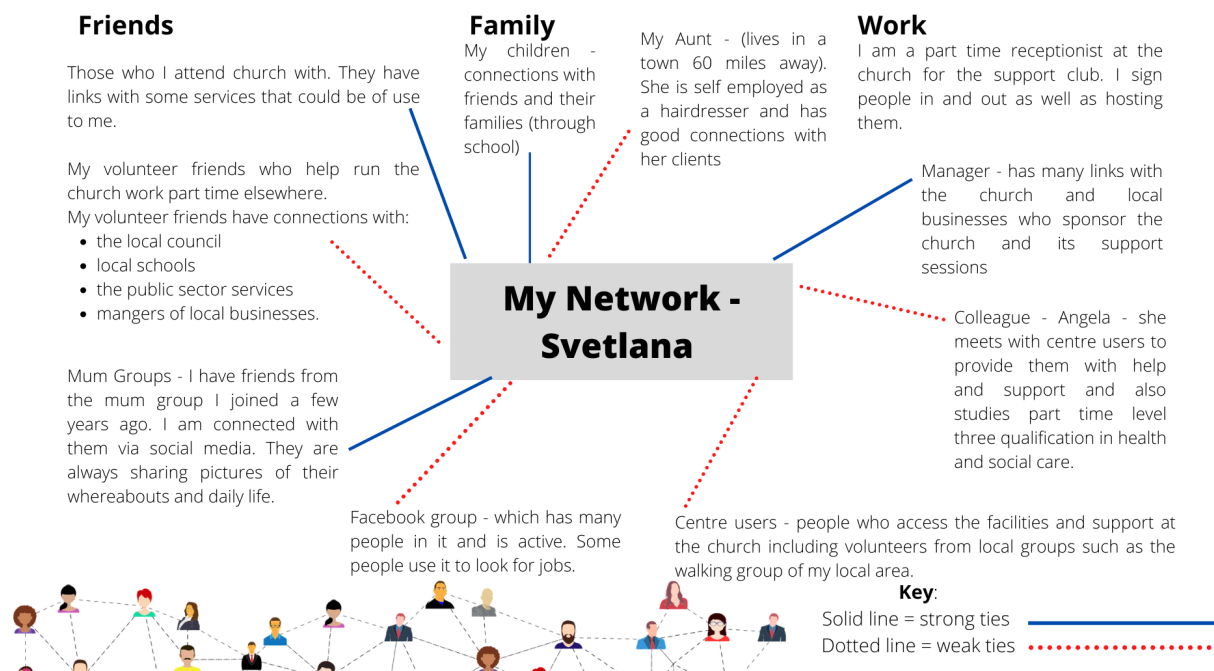 Friends
Those who I attend church with. They have
links with some services that could be of use
to me.
My volunteer friends who help run the
church work part time elsewhere.
My volunteer friends have connections with:
• the local council
• local schools
• the public sector services
• mangers of local businesses.
Mum Groups - I have friends from
the mum group I joined a few
years ago. I am connected with
them via social media. They are
always sharing pictures of their
whereabouts and daily life.
Family
My children -
connections with
friends and their
families (through
school)
My Aunt - (lives in a
town 60 miles away).
She is self employed as
a hairdresser and has
good connections with
her clients
Work
I am a part time receptionist at the
church for the support club. I sign
people in and out as well as hosting
them.
Manager - has many links with
the church and local
businesses who sponsor the
church and its support
sessions
My Network -
Svetlana
Colleague - Angela - she
meets with centre users to
provide them with help
and support and also
studies part time level
three qualification in health
and social care.
Facebook group - which has many
people in it and is active. Some
people use it to look for jobs.
Centre users - people who access the facilities and support at
the church including volunteers from local groups such as the
walking group of my local area.
Key:
Solid line = strong ties
Dotted line = weak ties